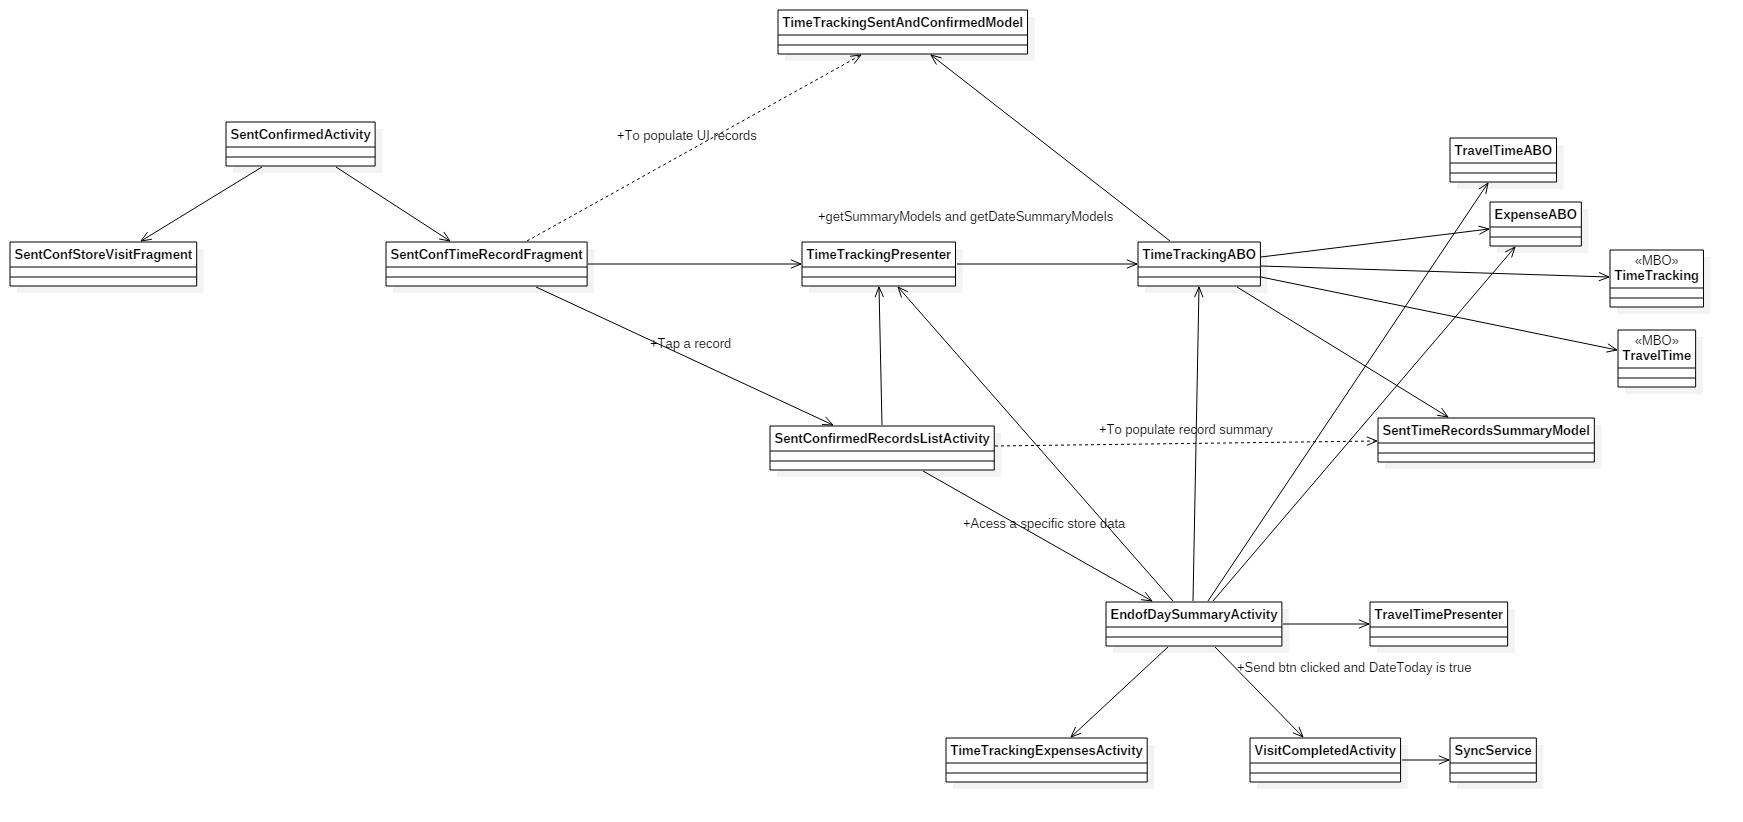 TimeTrackingSentAndConfirmedModel
SentConfirmedActivity
+To populate UI records
TravelTimeABO
+getSummaryModels and getDateSummaryModels
ExpenseABO
SentConfStoreVisitFragment
SentConfTimeRecordFragment
TimeTrackingPresenter
TimeTrackingABO
«MBO»
TimeTracking
+Tap a record
«MBO»
TravelTime
SentConfirmedRecordsListActivity
+To populate record summary
SentTimeRecordsSummaryModel
+Acess a specific store data
EndofDaySummaryActivity
TravelTimePresenter
+Send btn clicked and DateToday is true
TimeTrackingExpensesActivity
VisitCompletedActivity
SyncService